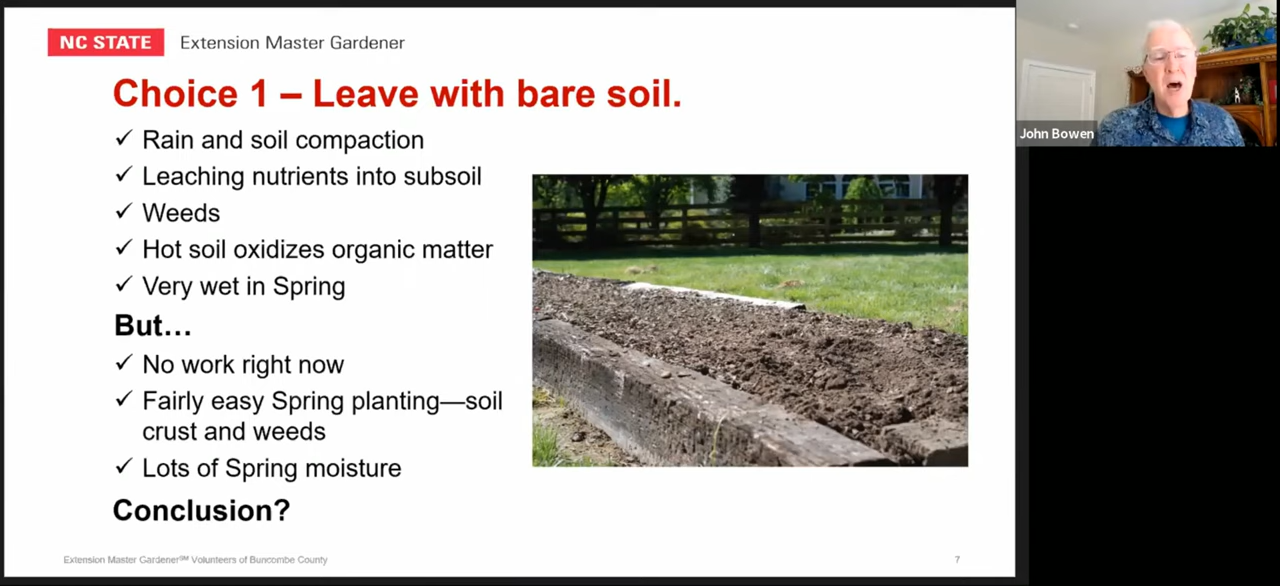 NC STATE Extension Master Gardener
Choice 1 – Leave with bare soil.
✓ Rain and soil compaction
✓ Leaching nutrients into subsoil
✓ Weeds
✓ Hot soil oxidizes organic matter
✓ Very wet in Spring
But…
✓ No work right now
✓ Fairly easy Spring planting—soil
crust and weeds
✓ Lots of Spring moisture
Conclusion?
Extension Master Gardener℠ Volunteers of Buncombe County
7
John Bowen